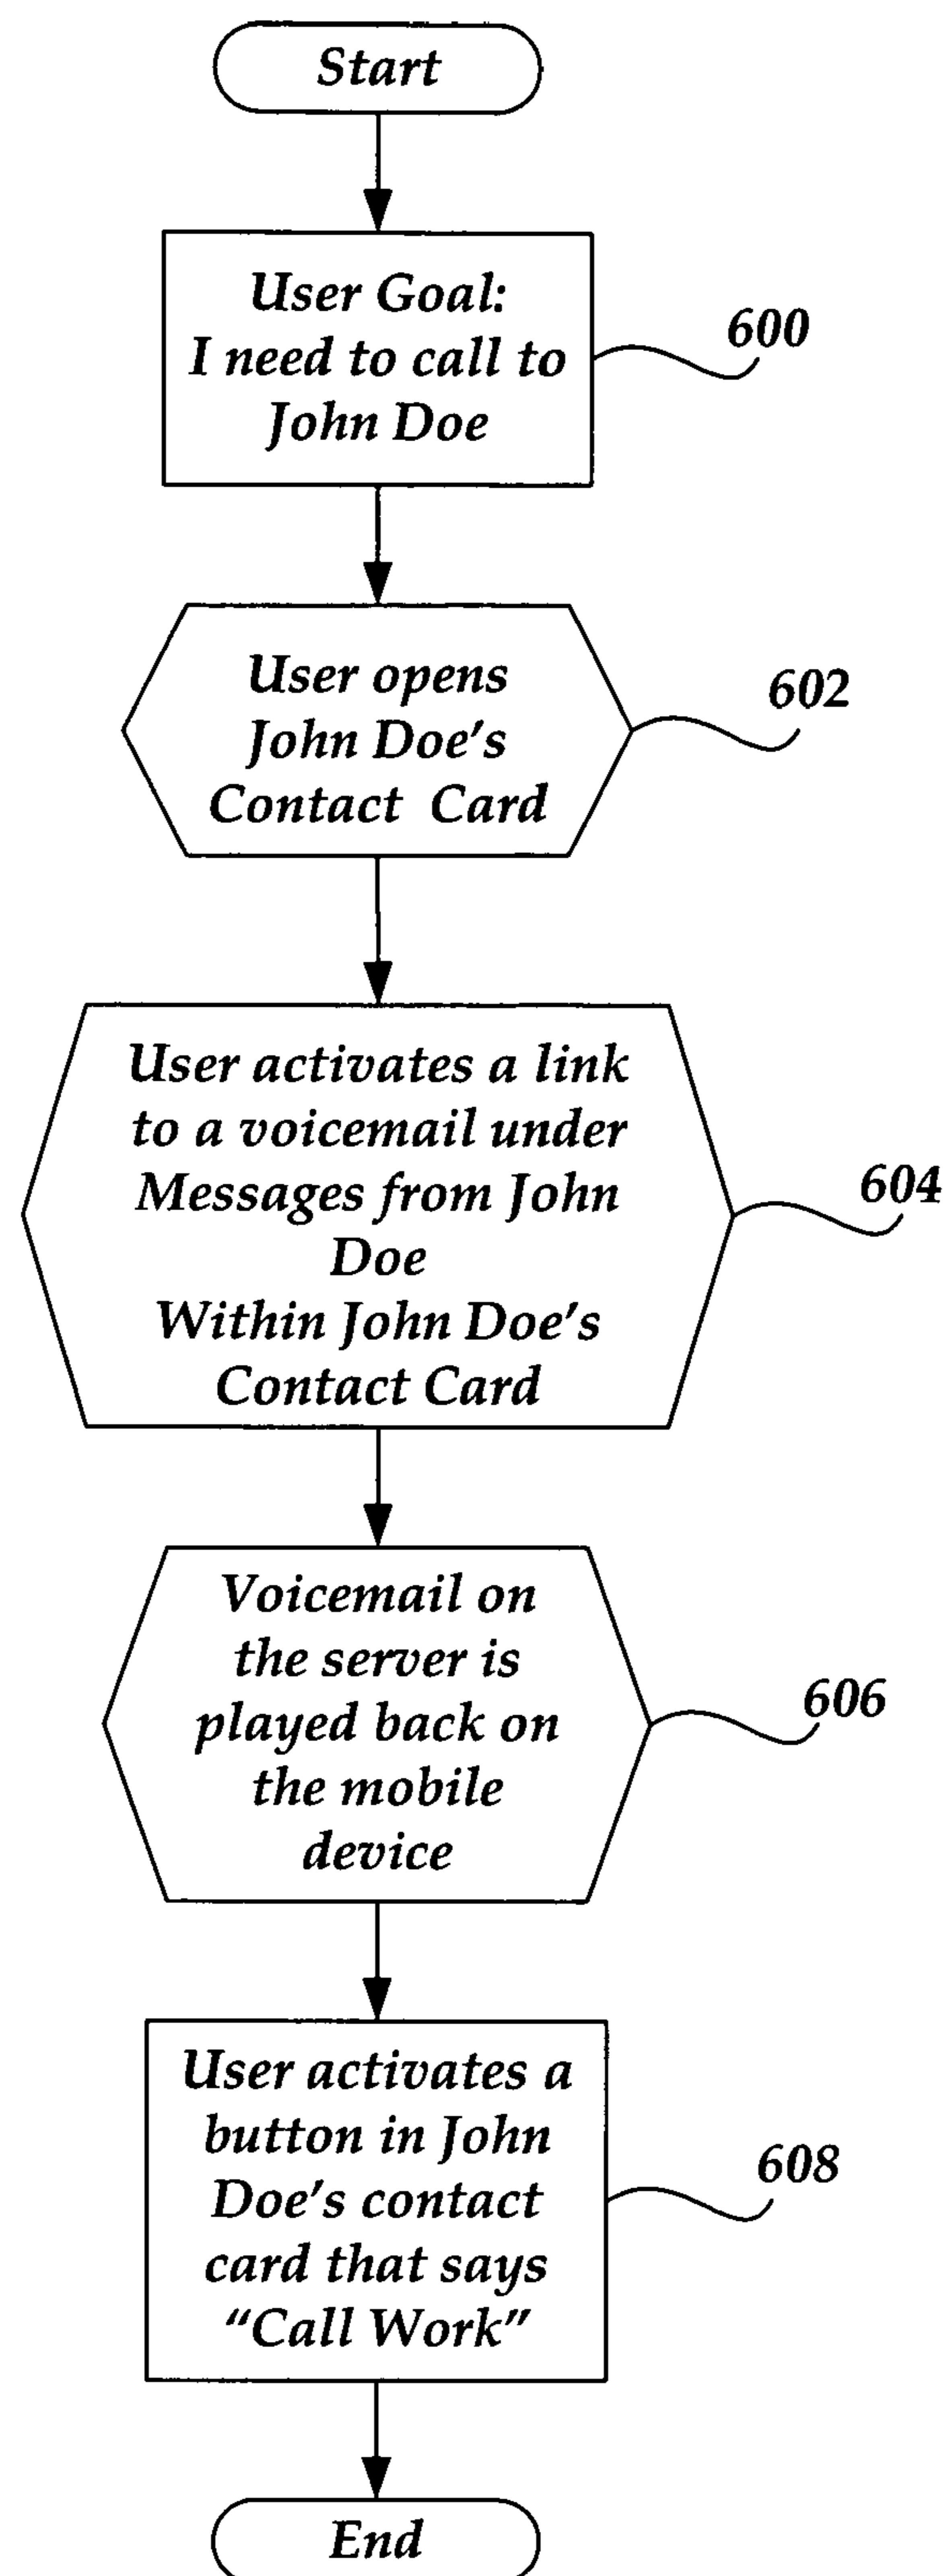 Start
User Goal:
I need to call to
John Doe
600
User opens
John Doe's
Contact Card
602
User activates a link
to a voicemail under
Messages from John
Doe
Within John Doe's
Contact Card
604
Voicemail on
the server is
played back on
the mobile
device
606
User activates a
button in John
Doe's contact
card that says
“Call Work”
608
End